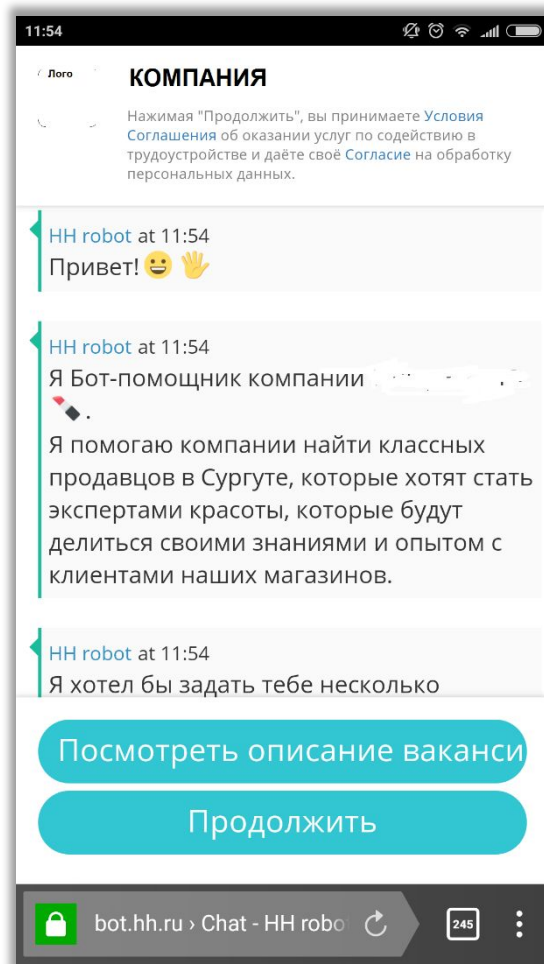 11:54
Лого
КОМПАНИЯ
Нажимая "Продолжить", вы принимаете Условия
Соглашения об оказании услуг по содействию в
трудоустройстве и даёте своё Согласие на обработку
персональных данных.
HH robot at 11:54
Привет!
HH robot at 11:54
Я Бот-помощник компании
.
Я помогаю компании найти классных
продавцов в Сургуте, которые хотят стать
экспертами красоты, которые будут
делиться своими знаниями и опытом с
клиентами наших магазинов.
HH robot at 11:54
Я хотел бы задать тебе несколько
Посмотреть описание ваканси
Продолжить
bot.hh.ru › Chat - HH robo
245